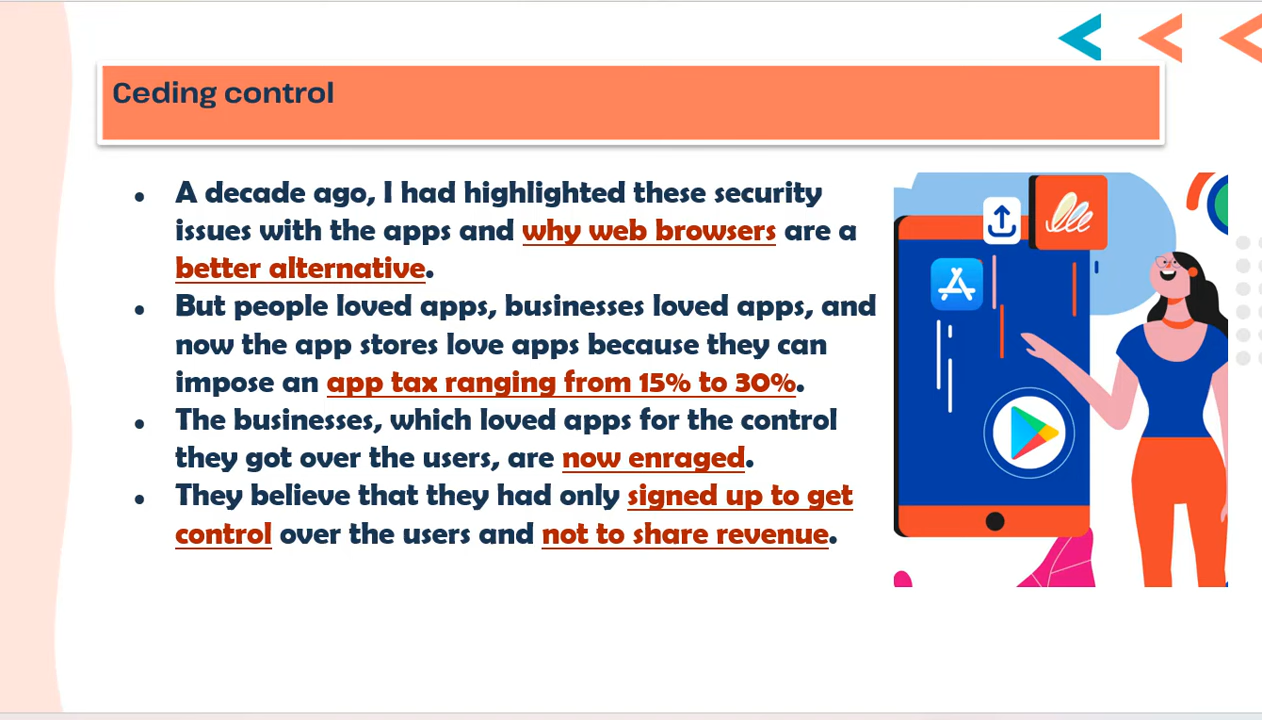 Ceding control
• A decade ago, I had highlighted these security
issues with the apps and why web browsers are a
better alternative.
• But people loved apps, businesses loved apps, and
now the app stores love apps because they can
impose an app tax ranging from 15% to 30%.
• The businesses, which loved apps for the control
they got over the users, are now enraged.
• They believe that they had only signed up to get
control over the users and not to share revenue.